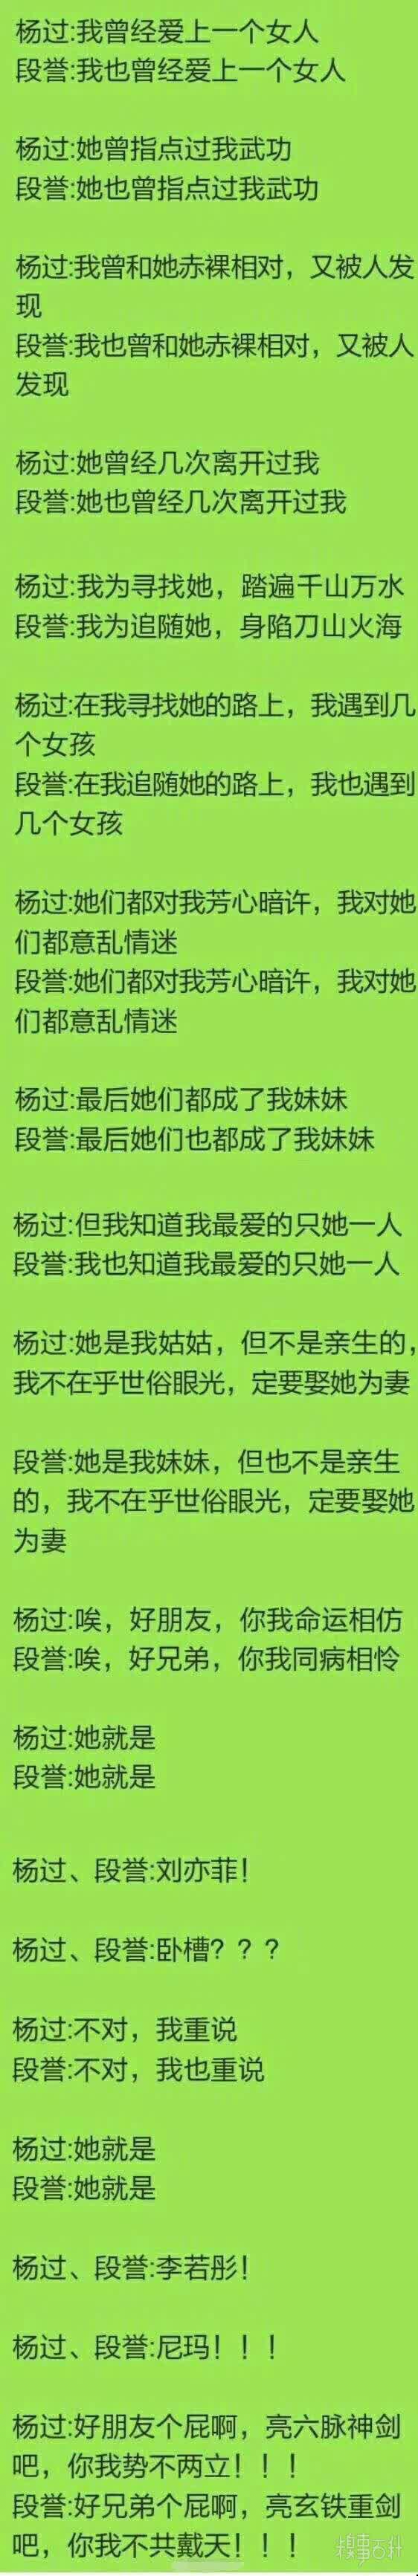 杨过:我曾经爱上一个女人
段誉:我也曾经爱上一个女人
杨过:她曾指点过我武功
段誉:她也曾指点过我武功
杨过:我曾和她赤裸相对，又被人发
现
段誉:我也曾和她赤裸相对，又被人
发现
杨过:她曾经几次离开过我
段誉:她也曾经几次离开过我
杨过:我为寻找她，踏遍千山万水
段誉:我为追随她，身陷刀山火海
杨过:在我寻找她的路上，我遇到几
个女孩
段誉:在我追随她的路上，我也遇到
几个女孩
杨过:她们都对我芳心暗许，我对她
们都意乱情迷
段誉:她们都对我芳心暗许，我对她
们都意乱情迷
杨过:最后她们都成了我妹妹
段誉:最后她们也都成了我妹妹
杨过:但我知道我最爱的只她一人
段誉:我也知道我最爱的只她一人
杨过:她是我姑姑，但不是亲生的，
我不在乎世俗眼光，定要娶她为妻
段誉:她是我妹妹，但也不是亲生
的，我不在乎世俗眼光，定要娶她
为妻
杨过:唉，好朋友，你我命运相仿
段誉:唉，好兄弟，你我同病相怜
杨过:她就是
段誉:她就是
杨过、段誉:刘亦菲！
杨过、段誉:卧槽？？？
杨过:不对，我重说
段誉:不对，我也重说
杨过:她就是
段誉:她就是
杨过、段誉:李若彤！
杨过、段誉:尼玛！！！
杨过:好朋友个屁啊，亮六脉神剑
吧，你我势不两立！！！
段誉:好兄弟个屁啊，亮玄铁重剑
吧，你我不共戴天！！！
糗事百科